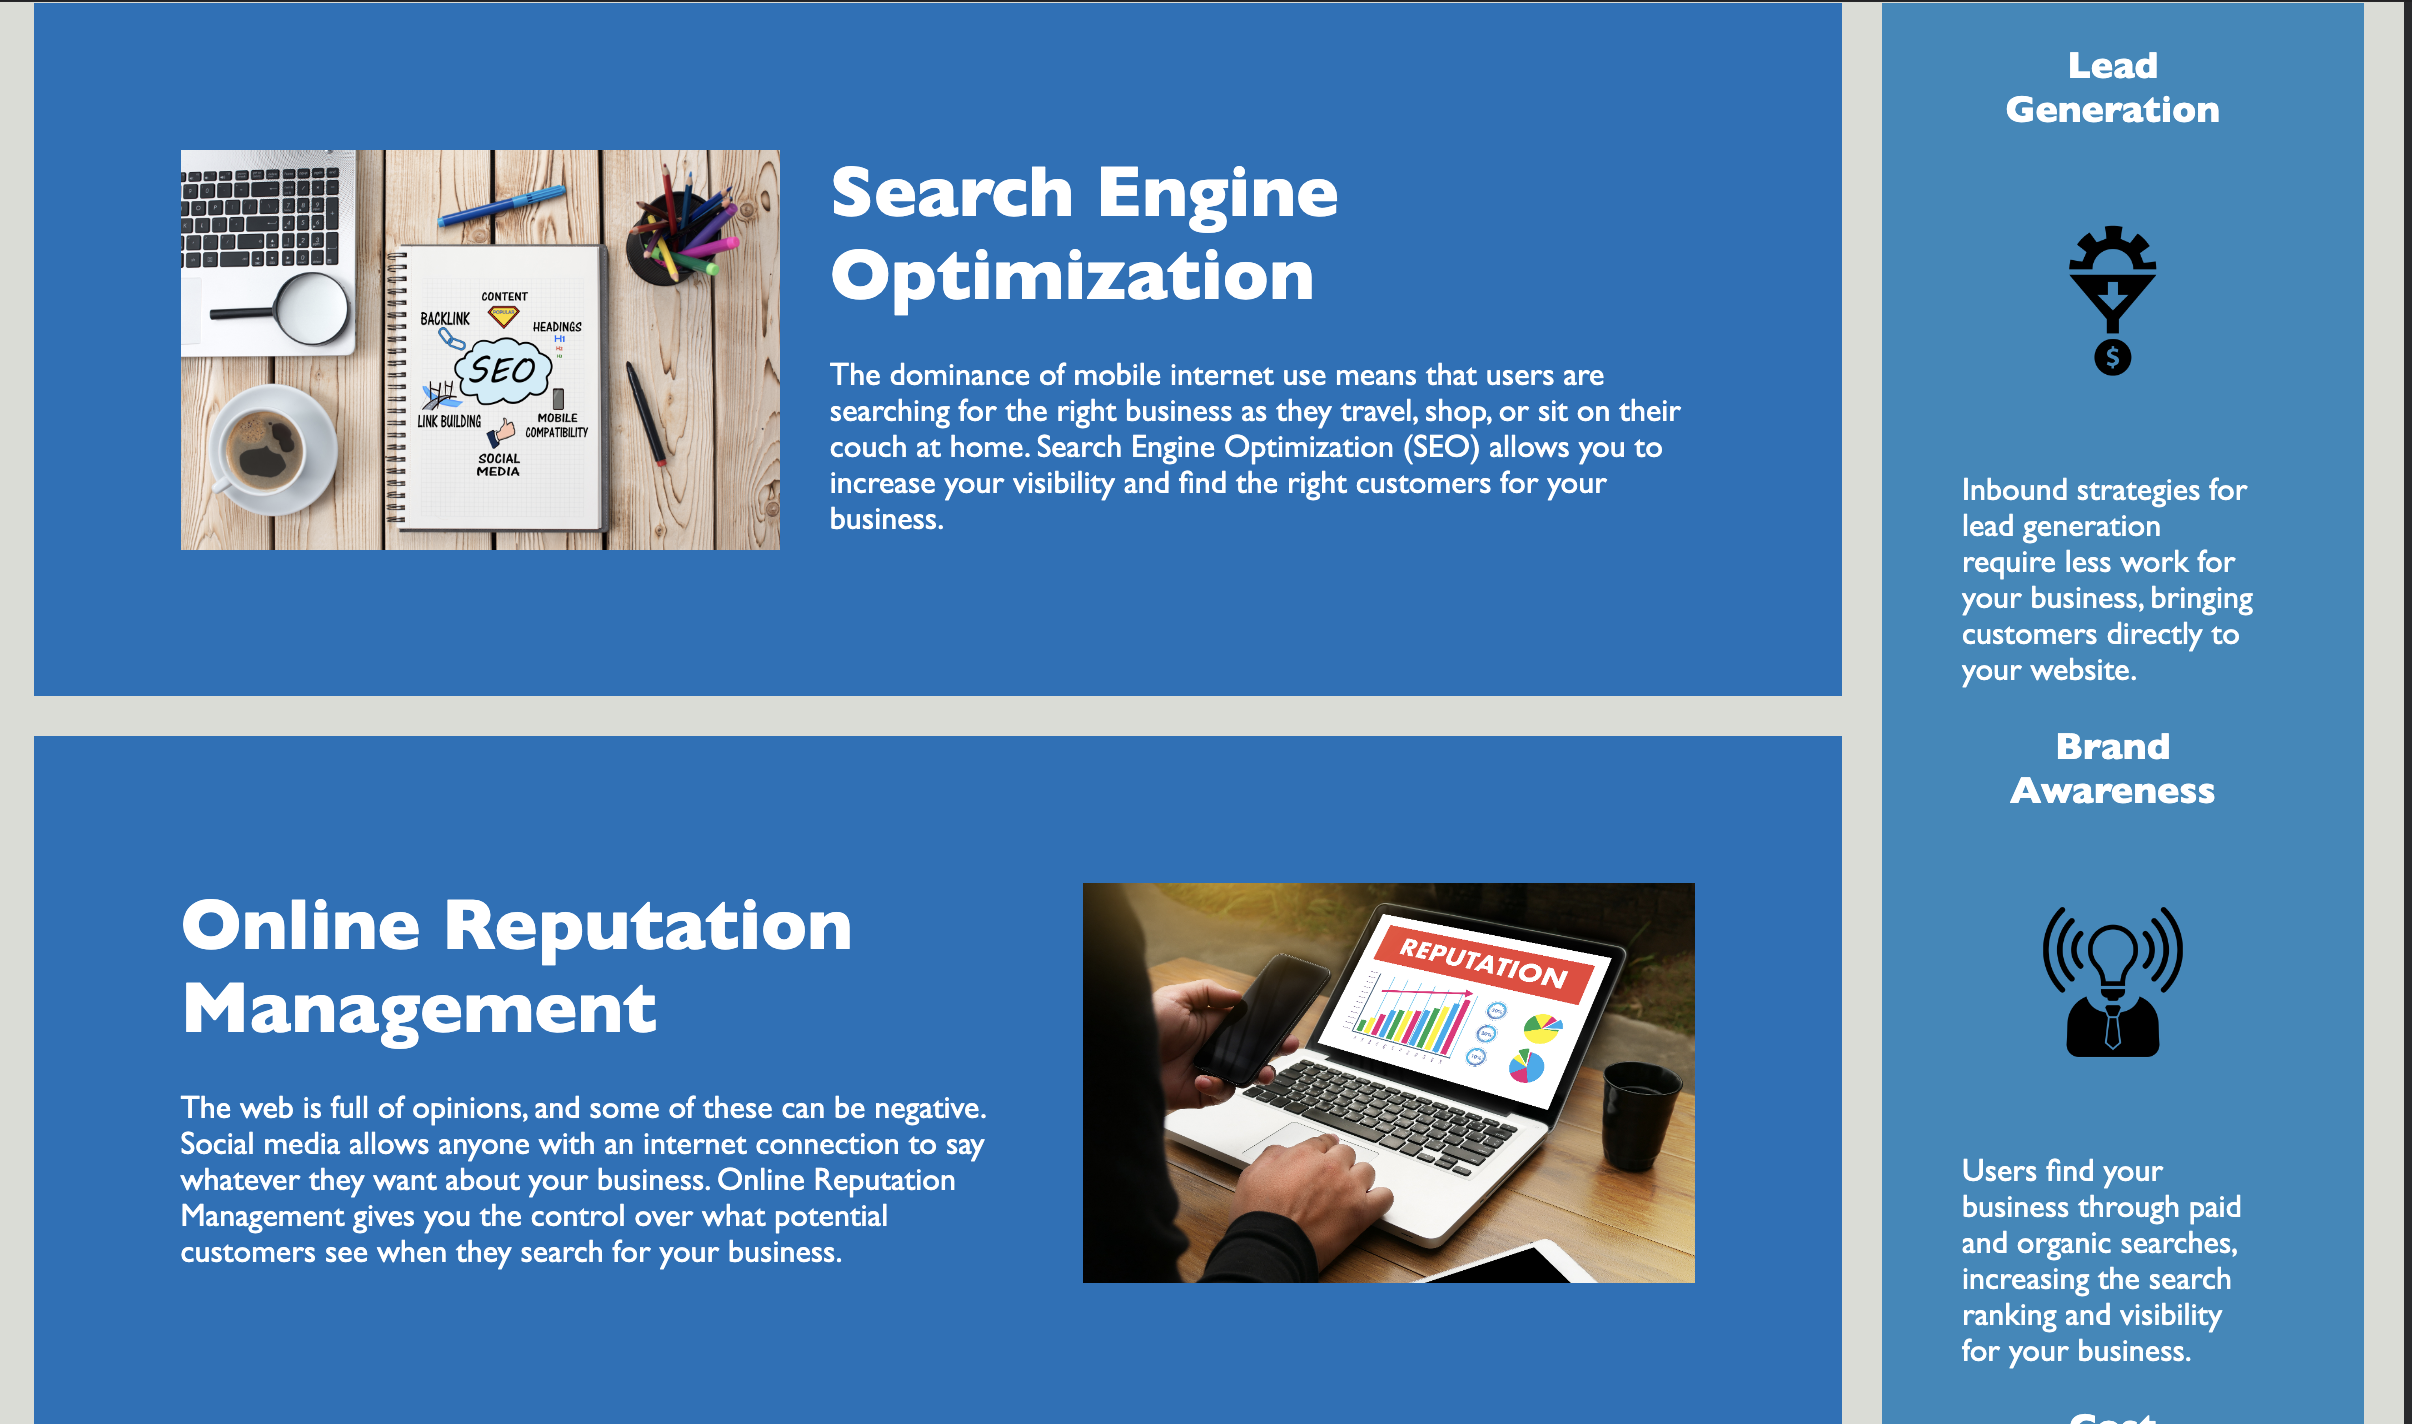 Search Engine
Optimization
The dominance of mobile internet use means that users are
searching for the right business as they travel, shop, or sit on their
couch at home. Search Engine Optimization (SEO) allows you to
increase your visibility and find the right customers for your
business.
CONTENT
POPULAR
BACKLINK
HEADINGS
H1
H2
H3
SEO
LINK BUILDING
MOBILE
COMPATIBILITY
SOCIAL
MEDIA
Online Reputation
Management
The web is full of opinions, and some of these can be negative.
Social media allows anyone with an internet connection to say
whatever they want about your business. Online Reputation
Management gives you the control over what potential
customers see when they search for your business.
REPUTATION
Lead
Generation
$
Inbound strategies for
lead generation
require less work for
your business, bringing
customers directly to
your website.
Brand
Awareness
Users find your
business through paid
and organic searches,
increasing the search
ranking and visibility
for your business.
Cost